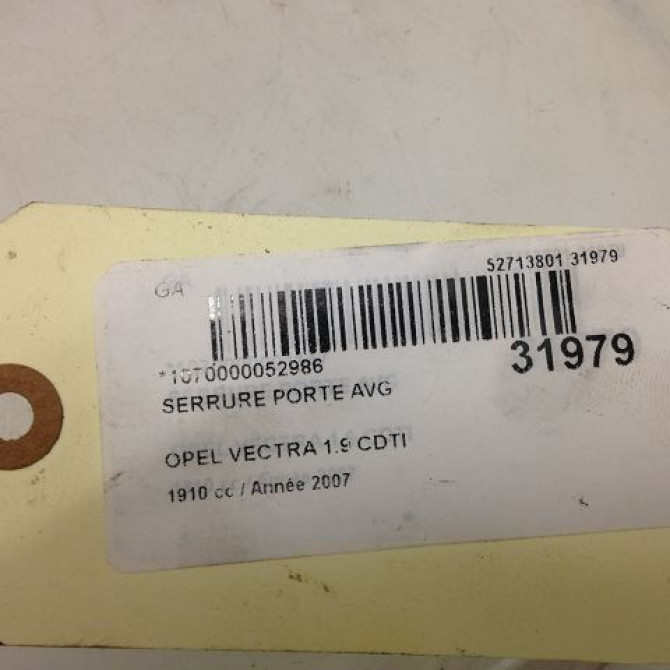 52713801 31979
GA
31979
*1070000052986
SERRURE PORTE AVG
OPEL VECTRA 1.9 CDTI
1910 cc / Année 2007